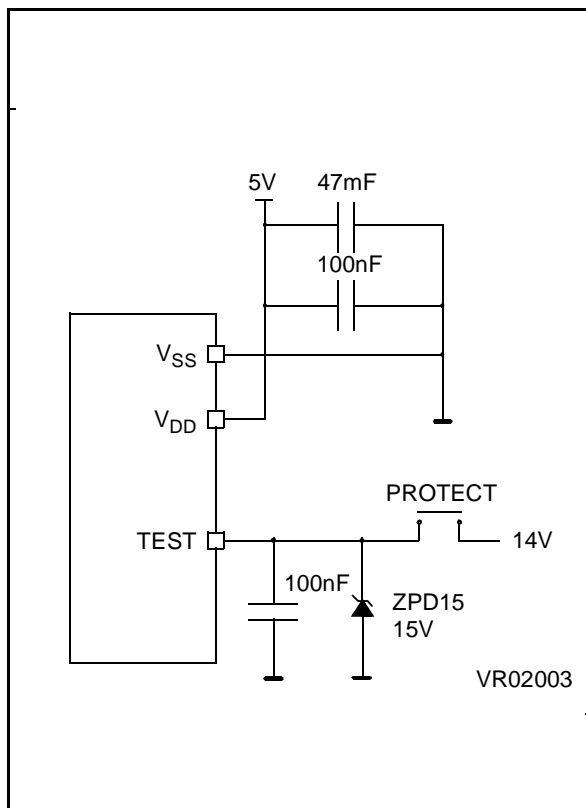 5V
47mF
100nF
VSS
VDD
PROTECT
TEST
14V
100nF
ZPD15
15V
VR02003